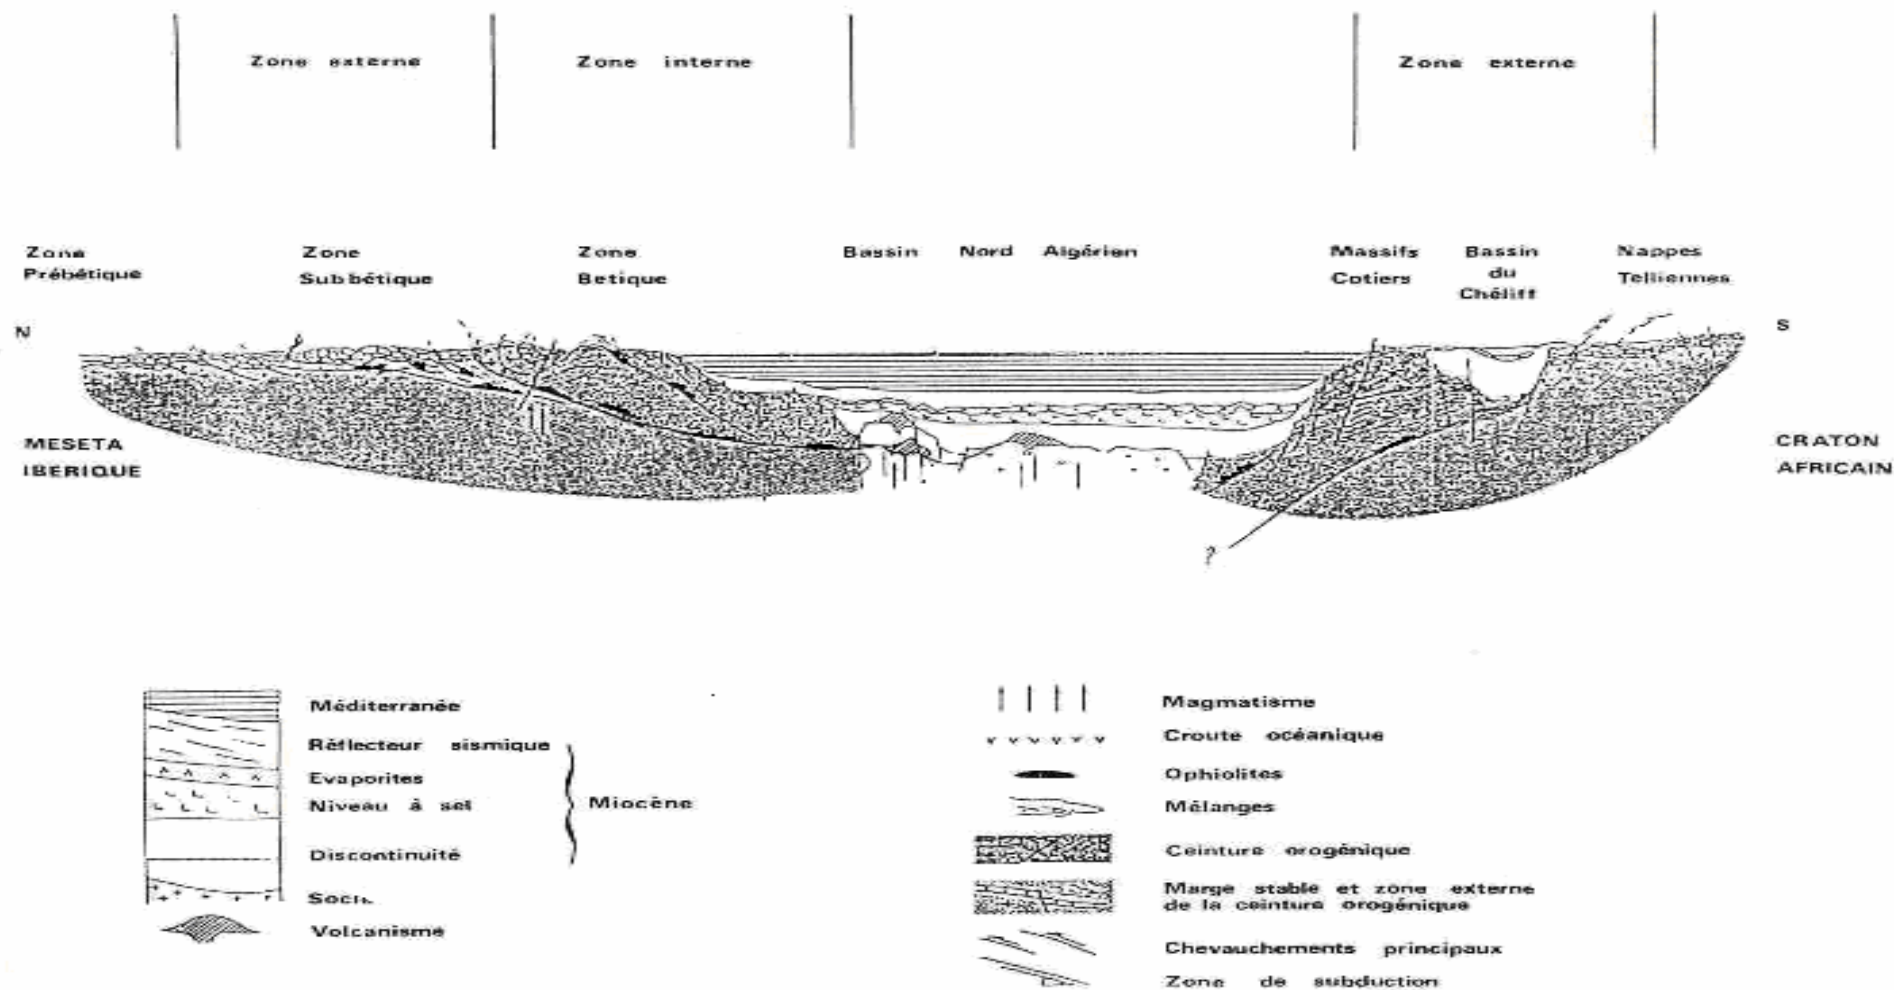 Zone externe
Zone interne
Zone externe
Zone
Prébétique
Zone
Subbétique
Zone
Betique
Bassin Nord Algérien
Massifs
Cotiers
Bassin
du
Chéliff
Nappes
Telliennes
N
S
MESETA
IBERIQUE
CRATON
AFRICAIN
?
Méditerranée
Réflecteur sismique
Evaporites
Niveau à sel
Miocène
Discontinuité
Volcanisme
Magmatisme
Croute océanique
Ophiolites
Mélanges
Ceinture orogénique
Marge stable et zone externe
de la ceinture orogénique
Chevauchements principaux
Zone de subduction